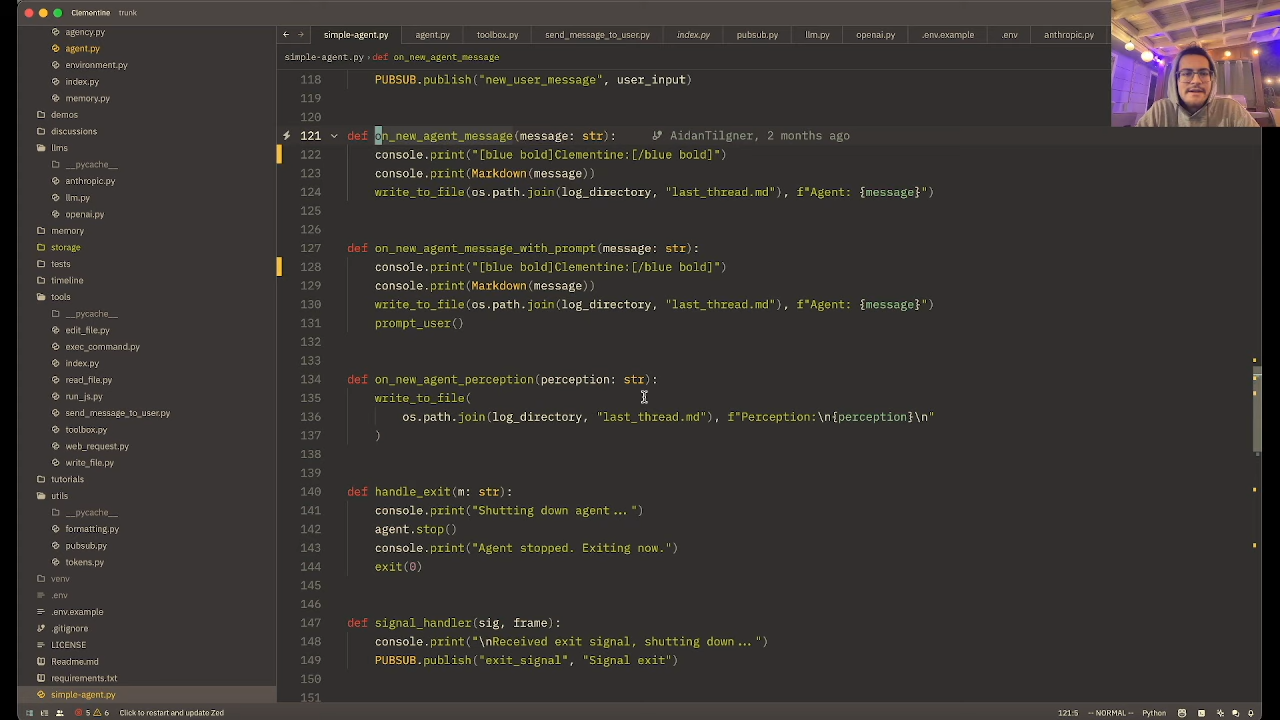 Clementine trunk
agency.py
agent.py
environment.py
index.py
memory.py
demos
discussions
llms
__pycache__
anthropic.py
llm.py
openai.py
memory
storage
tests
timeline
tools
__pycache__
edit_file.py
exec_command.py
index.py
read_file.py
run_js.py
send_message_to_user.py
toolbox.py
web_request.py
write_file.py
tutorials
utils
__pycache__
formatting.py
pubsub.py
tokens.py
venv
.env
.env.example
.gitignore
LICENSE
Readme.md
requirements.txt
simple-agent.py
simple-agent.py agent.py toolbox.py send_message_to_user.py index.py pubsub.py llm.py openai.py .env.example .env anthropic.py
simple-agent.py › def on_new_agent_message
118 PUBSUB.publish("new_user_message", user_input)
119
120
121 def on_new_agent_message(message: str): AidanTilgner, 2 months ago
122 console.print("[blue bold]Clementine:[/blue bold]")
123 console.print(Markdown(message))
124 write_to_file(os.path.join(log_directory, "last_thread.md"), f"Agent: {message}")
125
126
127 def on_new_agent_message_with_prompt(message: str):
128 console.print("[blue bold]Clementine:[/blue bold]")
129 console.print(Markdown(message))
130 write_to_file(os.path.join(log_directory, "last_thread.md"), f"Agent: {message}")
131 prompt_user()
132
133
134 def on_new_agent_perception(perception: str):
135 write_to_file(
136 os.path.join(log_directory, "last_thread.md"), f"Perception:\n{perception}\n"
137 )
138
139
140 def handle_exit(m: str):
141 console.print("Shutting down agent...")
142 agent.stop()
143 console.print("Agent stopped. Exiting now.")
144 exit(0)
145
146
147 def signal_handler(sig, frame):
148 console.print("\nReceived exit signal, shutting down...")
149 PUBSUB.publish("exit_signal", "Signal exit")
150
151
5 6 Click to restart and update Zed 121:5 -- NORMAL -- Python